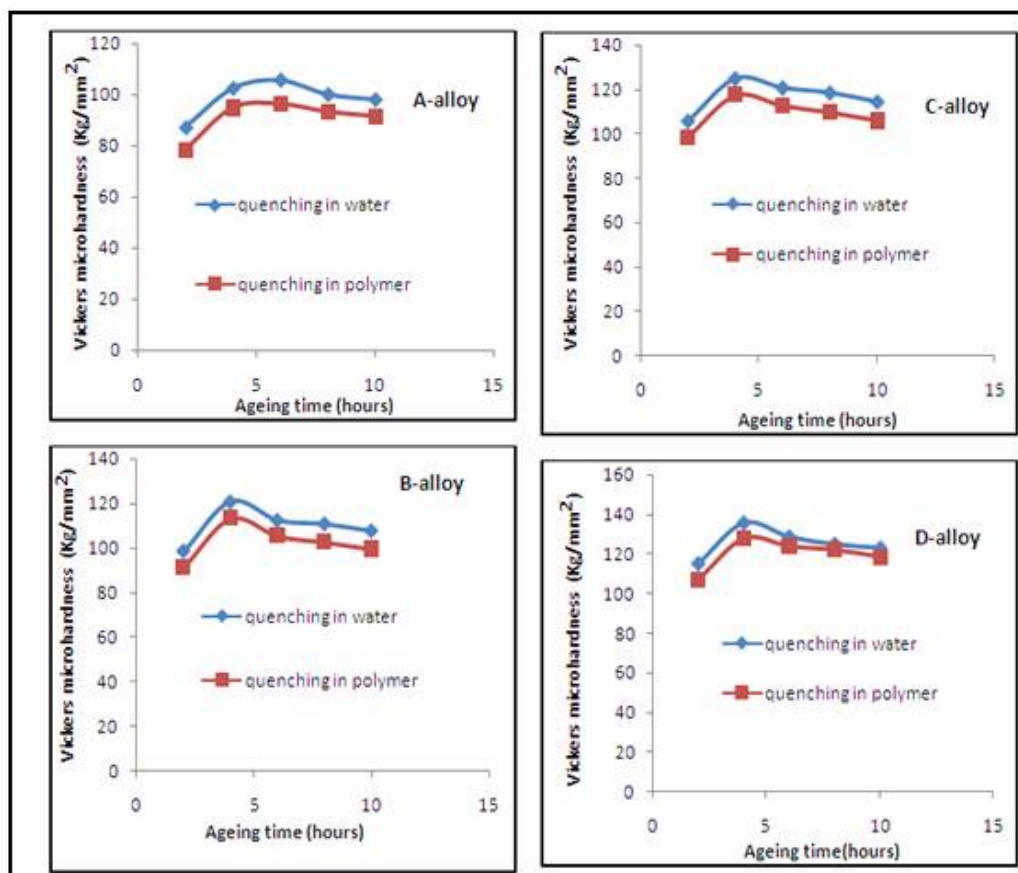 Vickers microhardness (Kg/mm²)
120
100
80
60
40
20
0
A-alloy
quenching in water
quenching in polymer
0 5 10 15
Ageing time (hours)
Vickers microhardness (Kg/mm²)
140
120
100
80
60
40
20
0
C-alloy
quenching in water
quenching in polymer
0 5 10 15
Ageing time (hours)
Vickers microhardness (Kg/mm²)
140
120
100
80
60
40
20
0
B-alloy
quenching in water
quenching in polymer
0 5 10 15
Ageing time (hours)
Vickers microhardness (Kg/mm²)
160
140
120
100
80
60
40
20
0
D-alloy
quenching in water
quenching in polymer
0 5 10 15
Ageing time(hours)